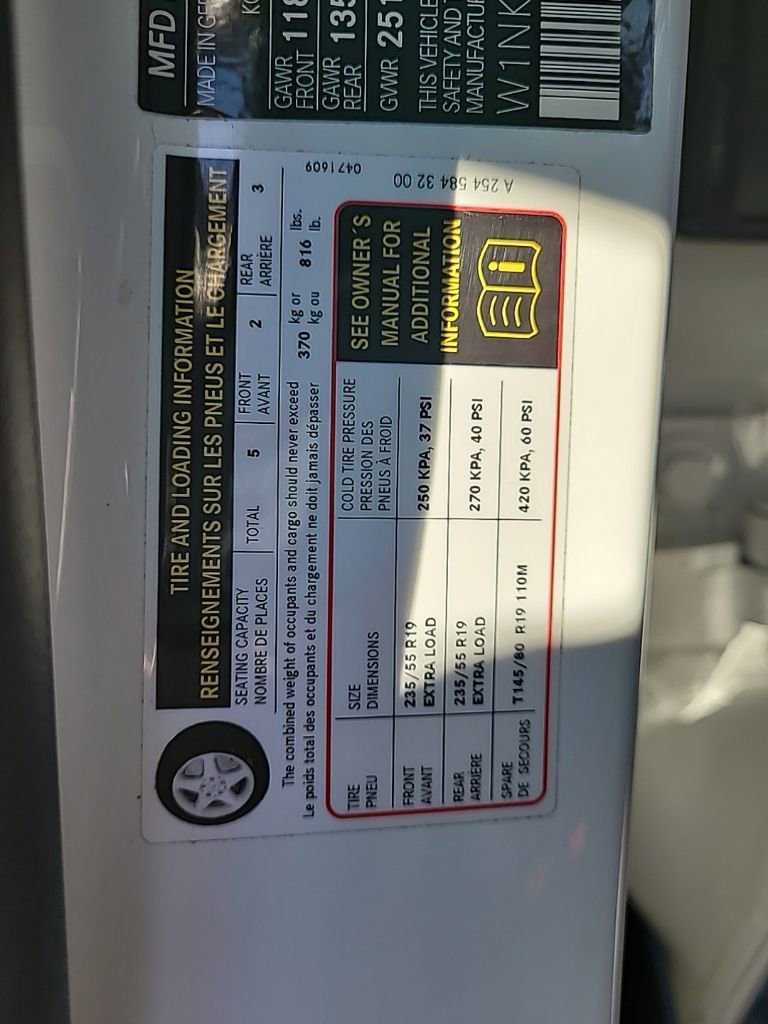 TIRE AND LOADING INFORMATION
RENSEIGNEMENTS SUR LES PNEUS ET LE CHARGEMENT
SEATING CAPACITY
NOMBRE DE PLACES
TOTAL 5
FRONT
AVANT
2
REAR
ARRIÈRE
3
The combined weight of occupants and cargo should never exceed 370 kg or 816 lbs.
Le poids total des occupants et du chargement ne doit jamais dépasser kg ou lb.
TIRE
PNEU
SIZE
DIMENSIONS
COLD TIRE PRESSURE
PRESSION DES
PNEUS À FROID
FRONT
AVANT
235/55 R19
EXTRA LOAD
250 KPA, 37 PSI
REAR
ARRIÈRE
235/55 R19
EXTRA LOAD
270 KPA, 40 PSI
SPARE
DE SECOURS
T145/80 R19 110M
420 KPA, 60 PSI
SEE OWNER´S
MANUAL FOR
ADDITIONAL
INFORMATION
0471609
A 254 584 32 00
MFD
MADE IN
GAWR
FRONT
GAWR
REAR
GVWR
THIS VEHICLE
SAFETY AND
W1NK